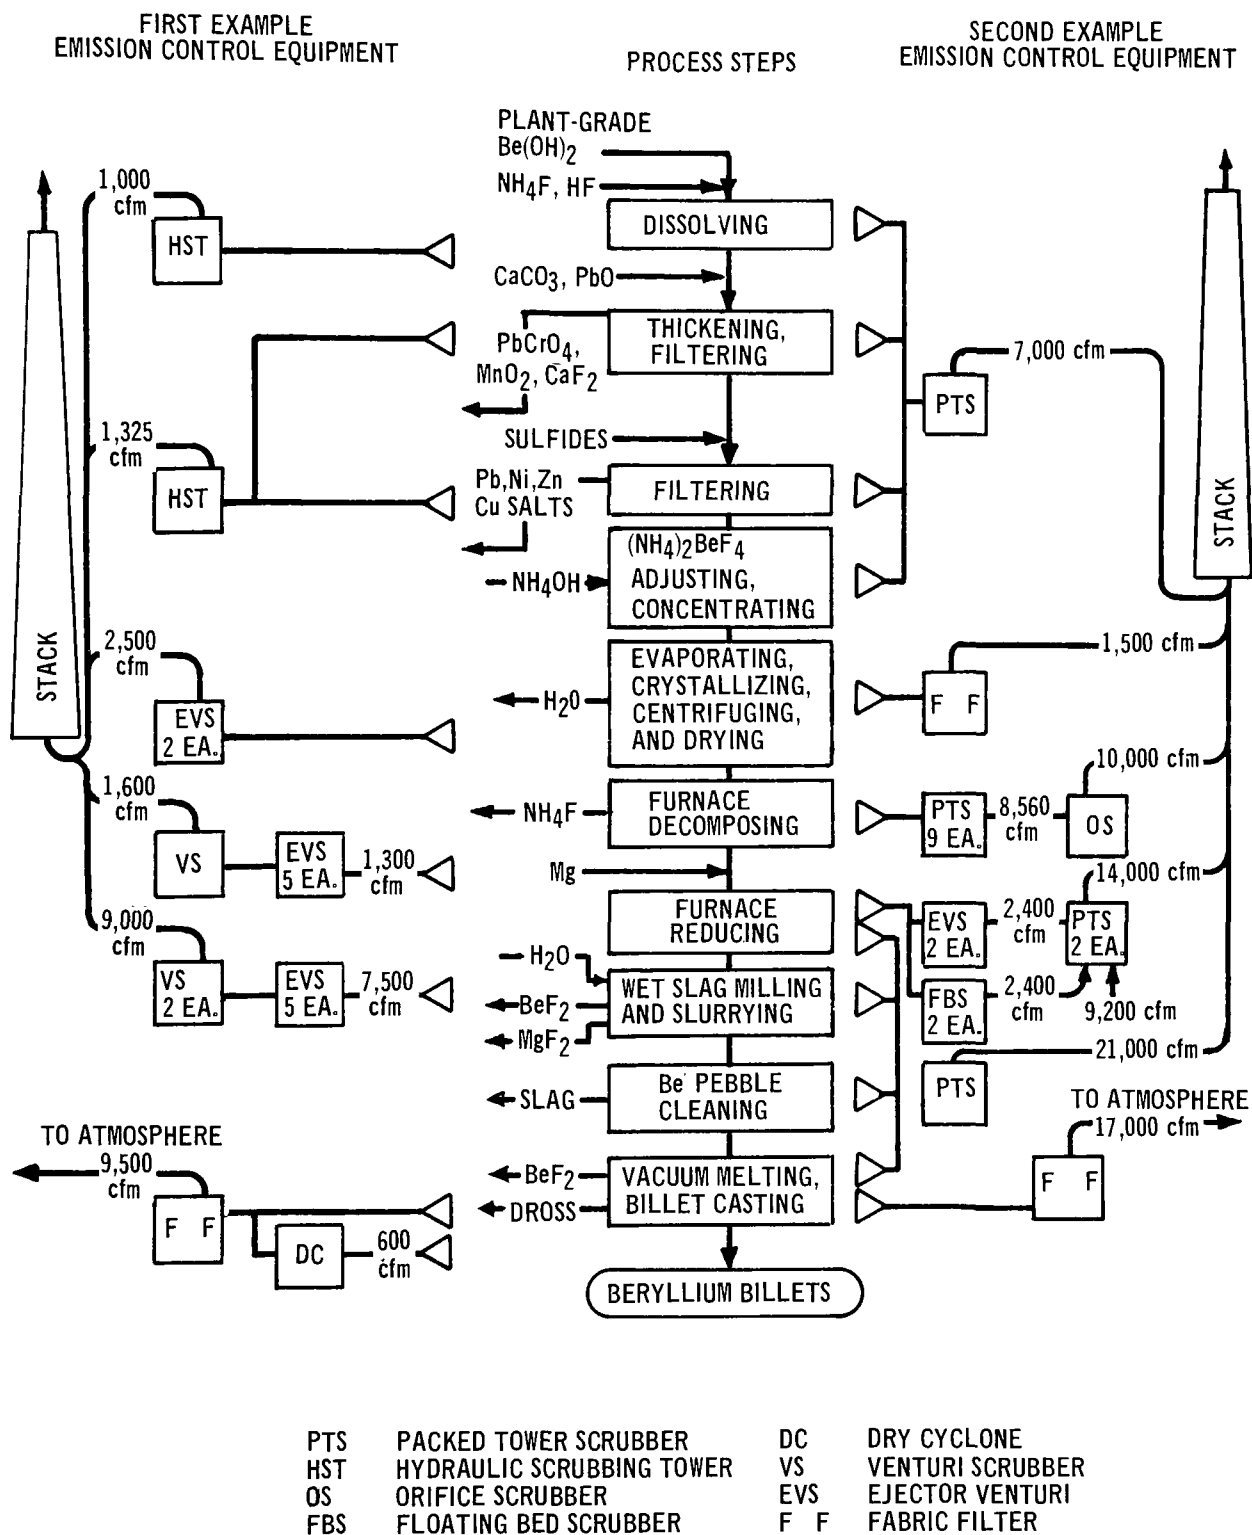 FIRST EXAMPLE
EMISSION CONTROL EQUIPMENT
PROCESS STEPS
SECOND EXAMPLE
EMISSION CONTROL EQUIPMENT
PLANT-GRADE
Be(OH)2
NH4F, HF
DISSOLVING
CaCO3, PbO
THICKENING,
FILTERING
PbCrO4,
MnO2, CaF2
SULFIDES
Pb,Ni,Zn
Cu SALTS
FILTERING
(NH4)2BeF4
ADJUSTING,
CONCENTRATING
NH4OH
EVAPORATING,
CRYSTALLIZING,
CENTRIFUGING,
AND DRYING
H2O
FURNACE
DECOMPOSING
NH4F
Mg
FURNACE
REDUCING
H2O
BeF2
MgF2
WET SLAG MILLING
AND SLURRYING
Be PEBBLE
CLEANING
SLAG
BeF2
DROSS
VACUUM MELTING,
BILLET CASTING
BERYLLIUM BILLETS
STACK
1,000
cfm
HST
1,325
cfm
HST
2,500
cfm
EVS
2 EA.
1,600
cfm
VS
EVS
5 EA.
1,300
cfm
9,000
cfm
VS
2 EA.
EVS
5 EA.
7,500
cfm
TO ATMOSPHERE
9,500
cfm
F F
DC
600
cfm
STACK
7,000 cfm
PTS
1,500 cfm
F F
10,000 cfm
PTS
9 EA.
8,560
cfm
OS
14,000 cfm
EVS
2 EA.
2,400
cfm
PTS
2 EA.
FBS
2 EA.
2,400
cfm
9,200 cfm
21,000 cfm
PTS
TO ATMOSPHERE
17,000 cfm
F F
PTS PACKED TOWER SCRUBBER
HST HYDRAULIC SCRUBBING TOWER
OS ORIFICE SCRUBBER
FBS FLOATING BED SCRUBBER
DC DRY CYCLONE
VS VENTURI SCRUBBER
EVS EJECTOR VENTURI
F F FABRIC FILTER